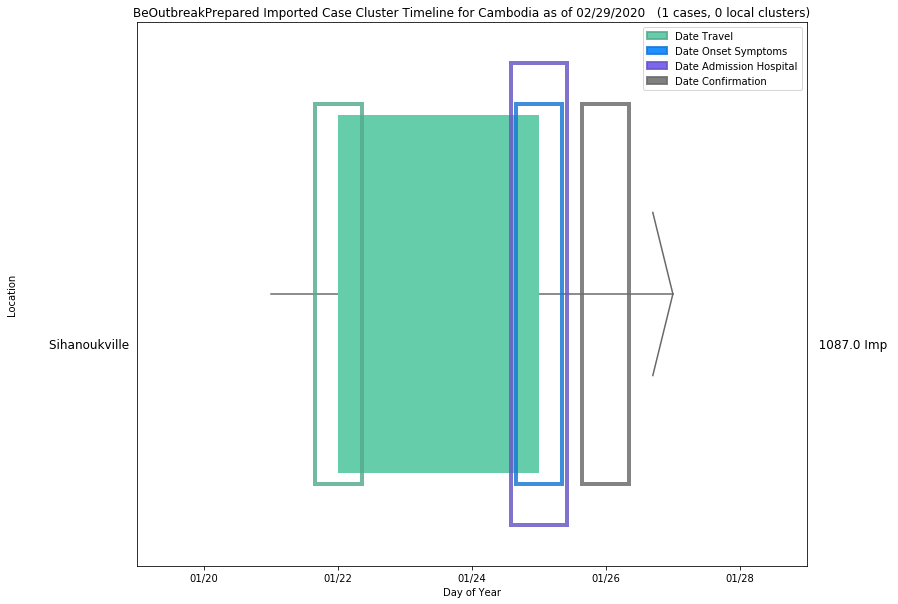 BeOutbreakPrepared Imported Case Cluster Timeline for Cambodia as of 02/29/2020   (1 cases, 0 local clusters)
Date Travel
Date Onset Symptoms
Date Admission Hospital
Date Confirmation
Location
Sihanoukville
1087.0 Imp
01/20
01/22
01/24
01/26
01/28
Day of Year